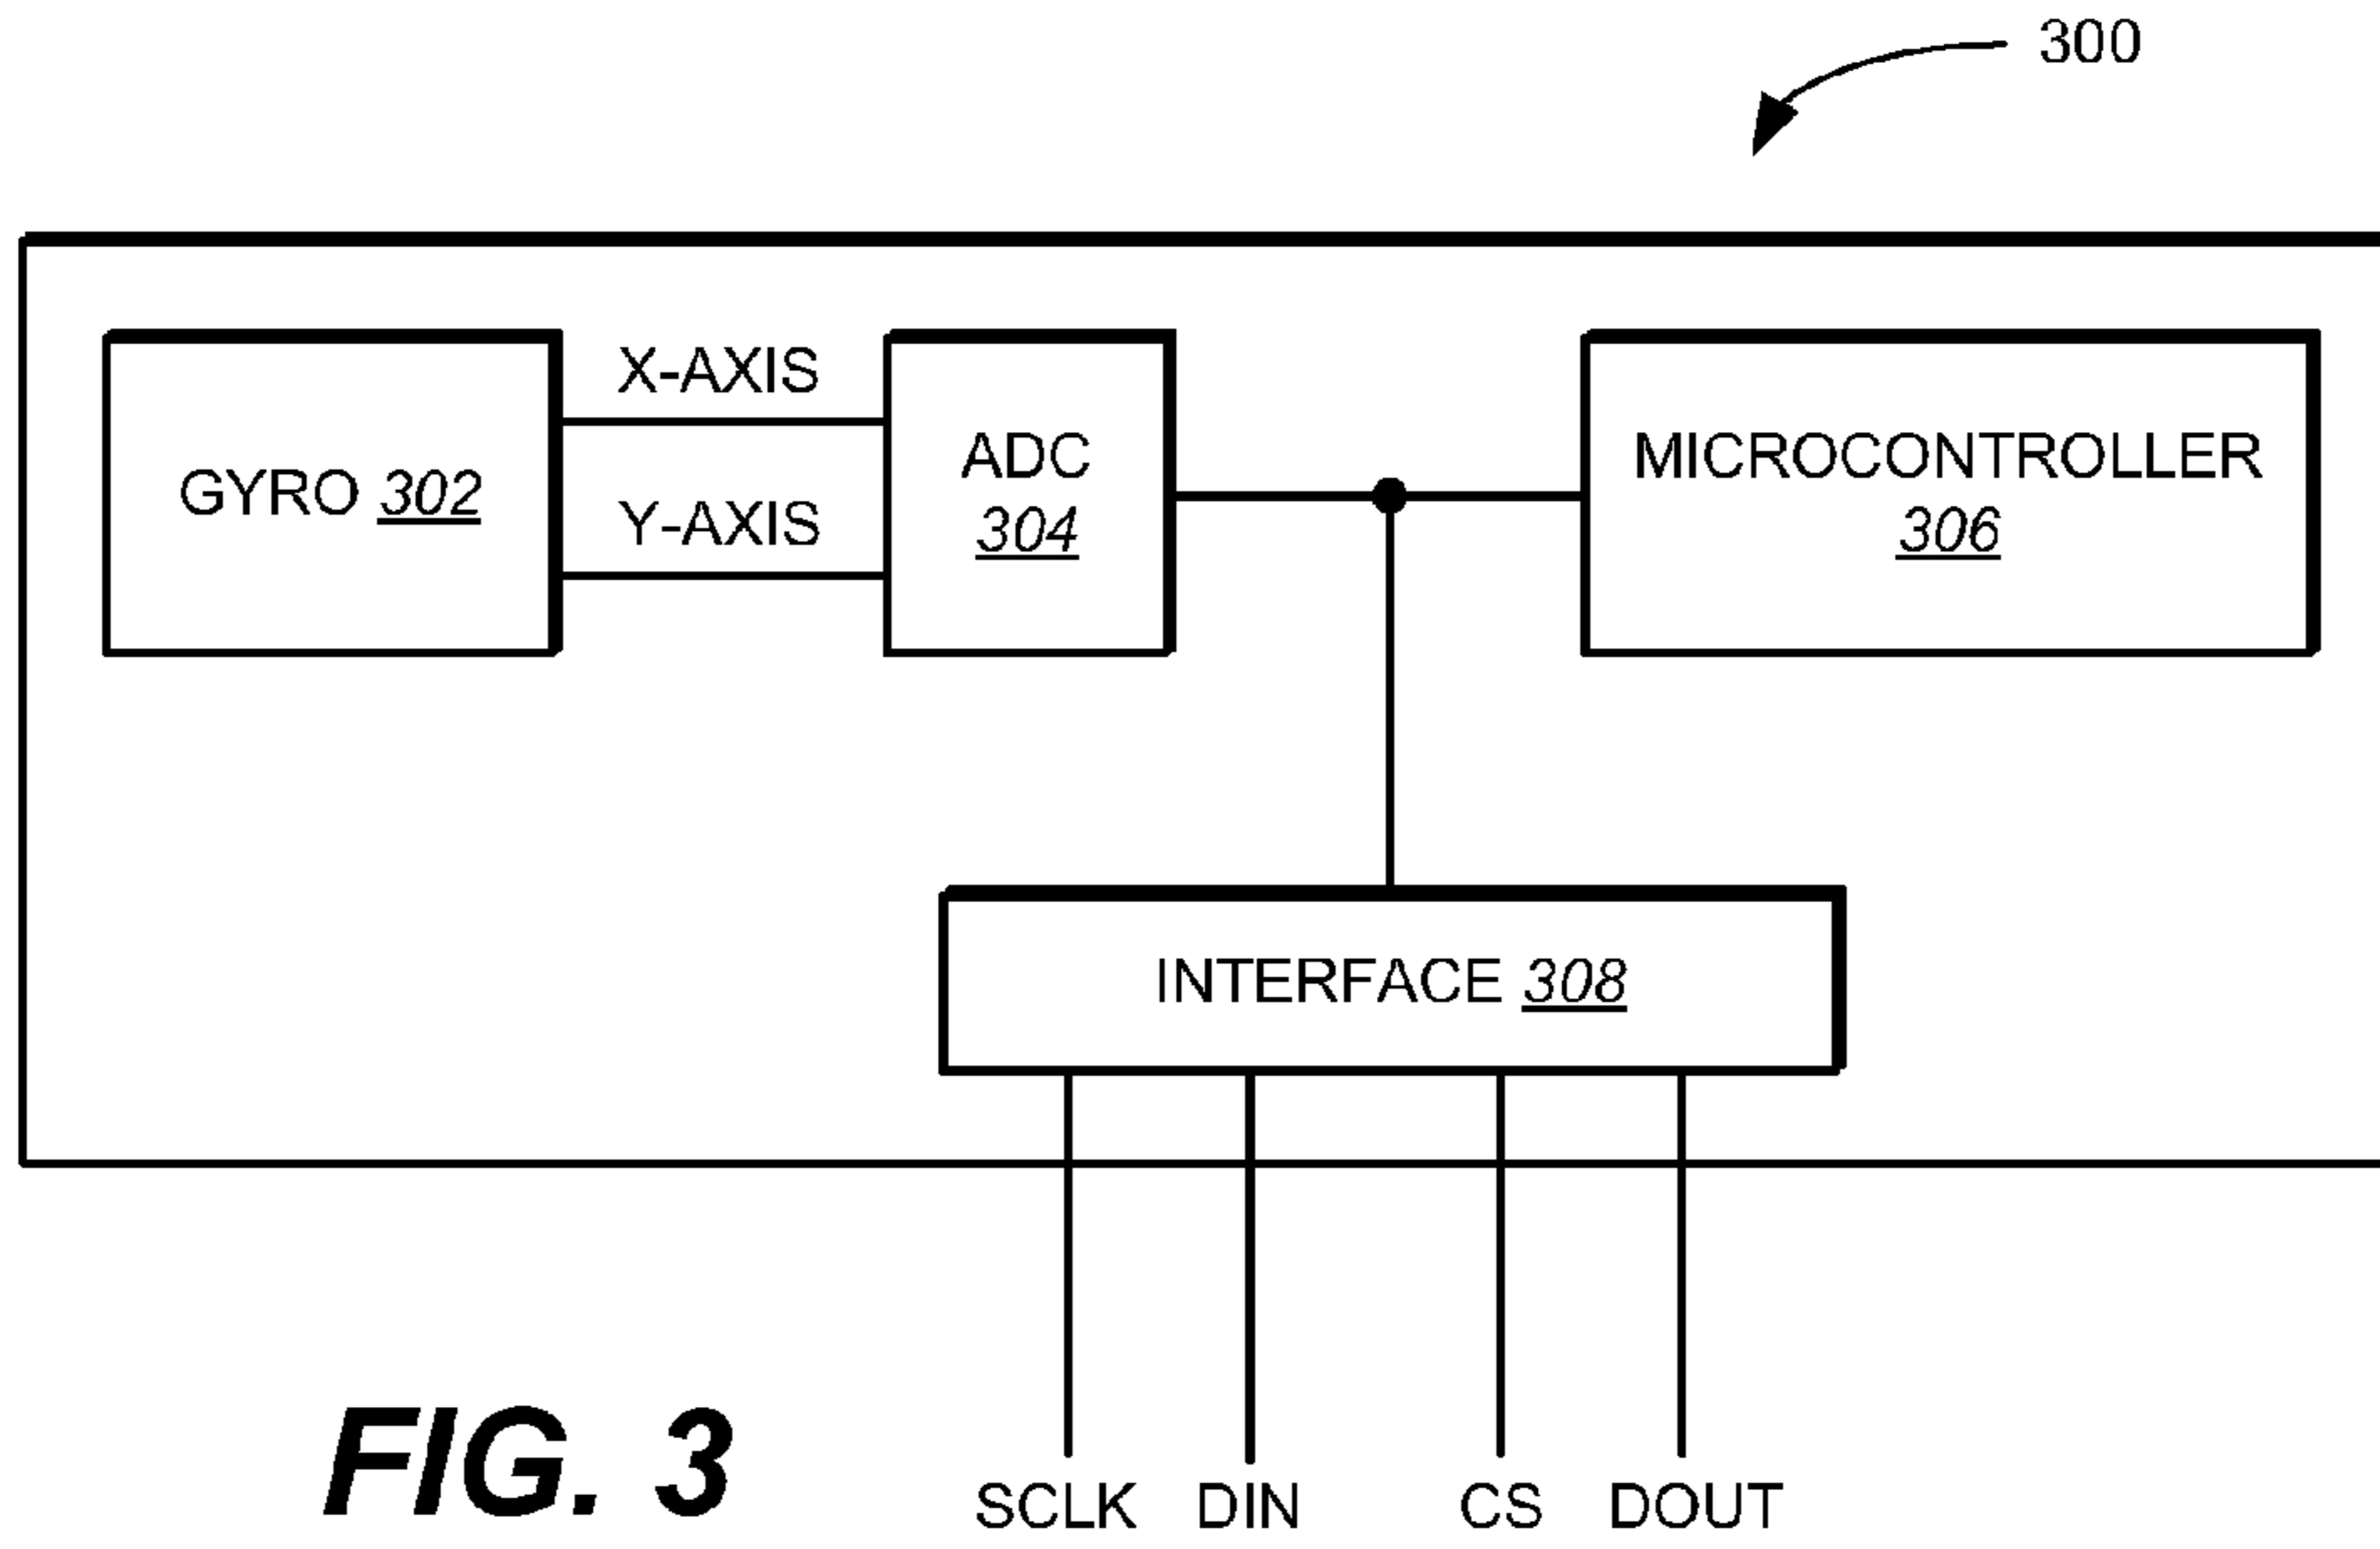 300
X-AXIS
GYRO 302
Y-AXIS
ADC
304
MICROCONTROLLER
306
INTERFACE 308
SCLK DIN CS DOUT
FIG. 3